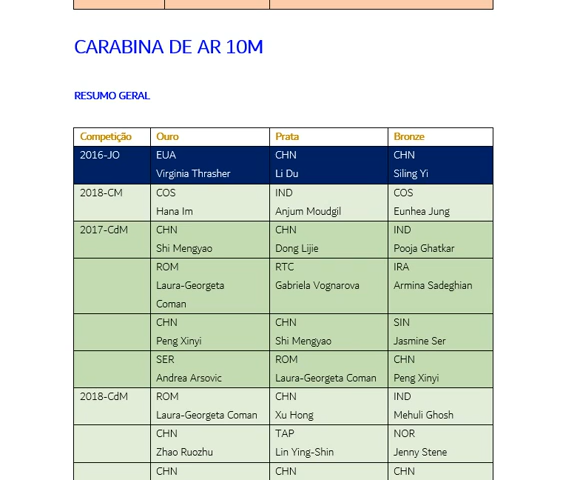 CARABINA DE AR 10M
RESUMO GERAL
Competição Ouro Prata Bronze
2016-JO EUA CHN CHN
Virginia Thrasher Li Du Siling Yi
2018-CM COS IND COS
Hana Im Anjum Moudgil Eunhea Jung
2017-CdM CHN CHN IND
Shi Mengyao Dong Lijie Pooja Ghatkar
ROM RTC IRA
Laura-Georgeta Gabriela Vognarova Armina Sadeghian
Coman
CHN CHN SIN
Peng Xinyi Shi Mengyao Jasmine Ser
SER ROM CHN
Andrea Arsovic Laura-Georgeta Coman Peng Xinyi
2018-CdM ROM CHN IND
Laura-Georgeta Coman Xu Hong Mehuli Ghosh
CHN TAP NOR
Zhao Ruozhu Lin Ying-Shin Jenny Stene
CHN CHN CHN